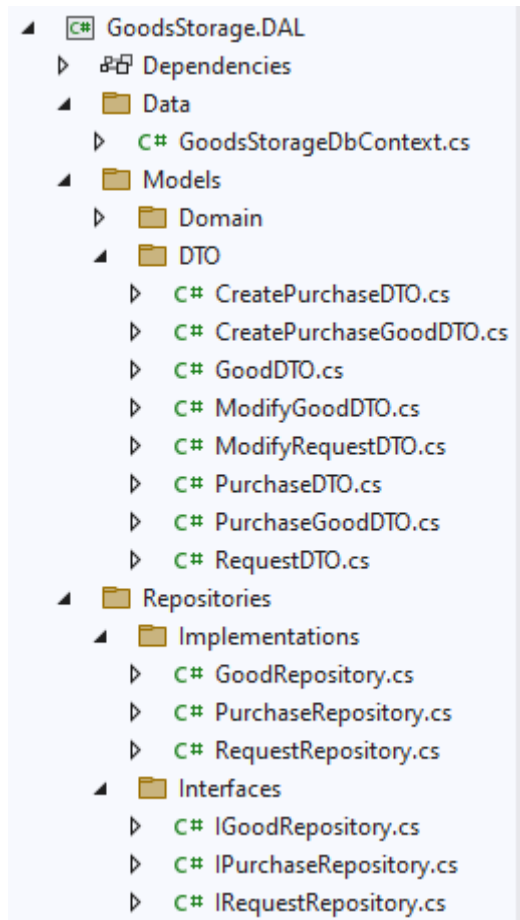 C# GoodsStorage.DAL
Dependencies
Data
C# GoodsStorageDbContext.cs
Models
Domain
DTO
C# CreatePurchaseDTO.cs
C# CreatePurchaseGoodDTO.cs
C# GoodDTO.cs
C# ModifyGoodDTO.cs
C# ModifyRequestDTO.cs
C# PurchaseDTO.cs
C# PurchaseGoodDTO.cs
C# RequestDTO.cs
Repositories
Implementations
C# GoodRepository.cs
C# PurchaseRepository.cs
C# RequestRepository.cs
Interfaces
C# IGoodRepository.cs
C# IPurchaseRepository.cs
C# IRequestRepository.cs